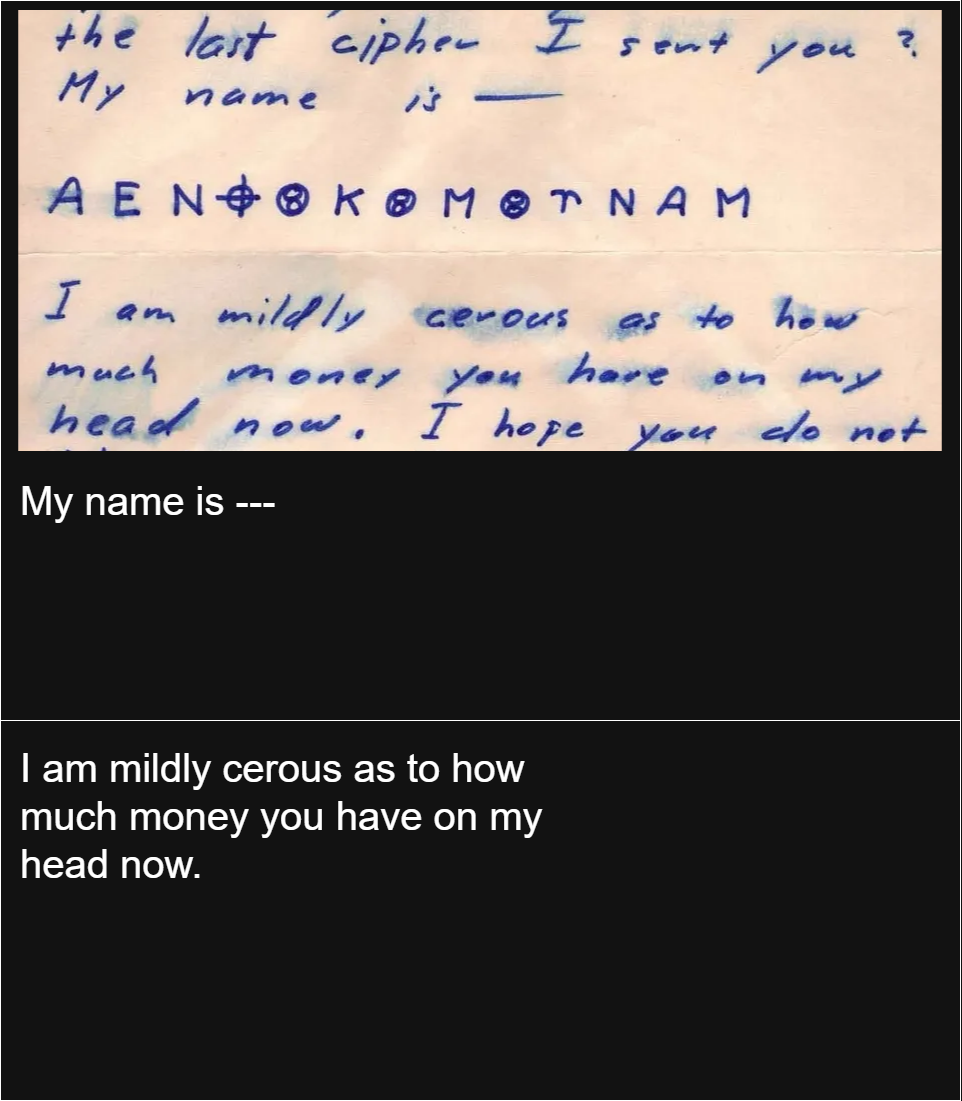 the last cipher I sent you?
My name is —
A E N ⌖ ⊗ K ⊗ M ⊗ ⥾ N A M
I am mildly cerous as to how
much money you have on my
head now. I hope you do not
My name is ---
I am mildly cerous as to how
much money you have on my
head now.